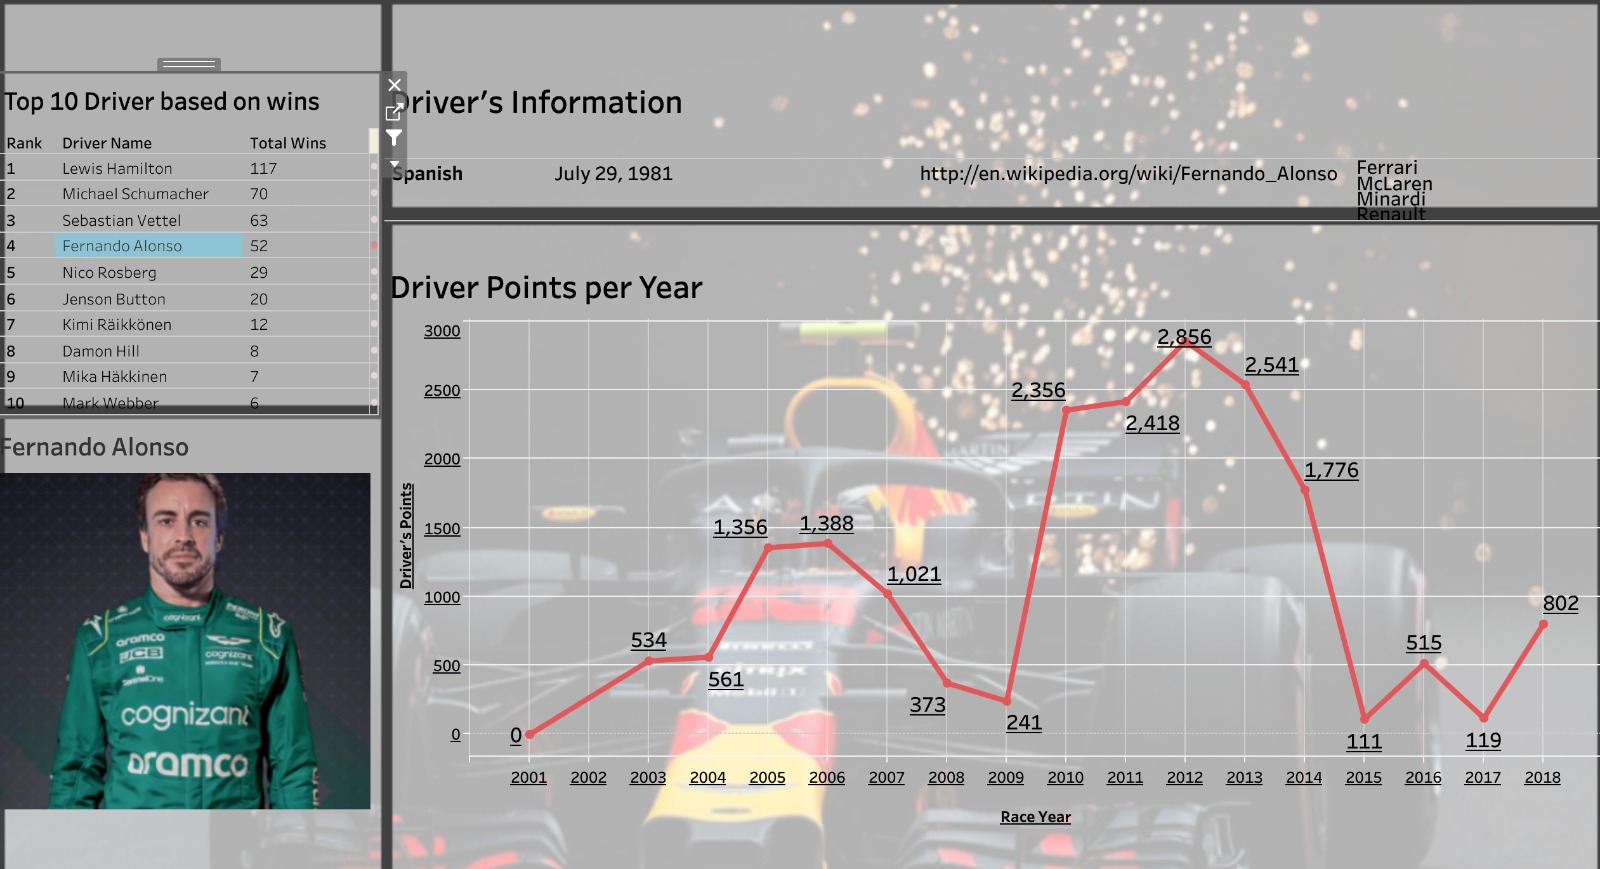 Top 10 Driver based on wins
Rank Driver Name Total Wins
1 Lewis Hamilton 117
2 Michael Schumacher 70
3 Sebastian Vettel 63
4 Fernando Alonso 52
5 Nico Rosberg 29
6 Jenson Button 20
7 Kimi Räikkönen 12
8 Damon Hill 8
9 Mika Häkkinen 7
10 Mark Webber 6
Fernando Alonso
cognizant
aramco
JCB
cognizant
cognizant
aramco
Driver's Information
Spanish July 29, 1981 http://en.wikipedia.org/wiki/Fernando_Alonso
Ferrari
McLaren
Minardi
Renault
Driver Points per Year
Driver's Points
3000
2500
2000
1500
1000
500
0
0
534
561
1,356
1,388
1,021
373
241
2,356
2,418
2,856
2,541
1,776
111
515
119
802
2001 2002 2003 2004 2005 2006 2007 2008 2009 2010 2011 2012 2013 2014 2015 2016 2017 2018
Race Year